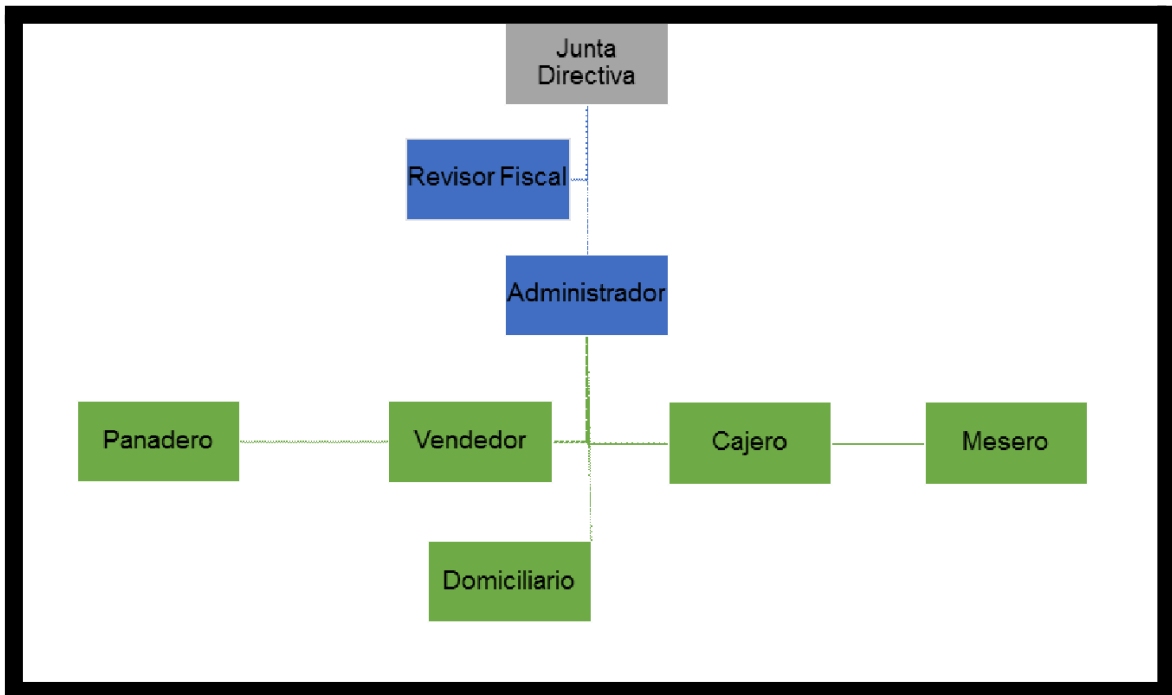 Junta
Directiva
Revisor Fiscal
Administrador
Panadero
Vendedor
Cajero
Mesero
Domiciliario